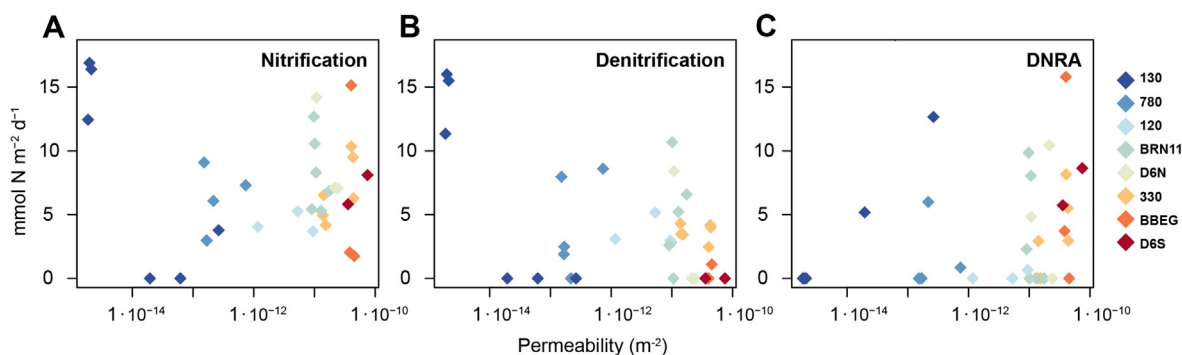 A
B
C
Nitrification
Denitrification
DNRA
mmol N m⁻² d⁻¹
15
10
5
0
15
10
5
0
15
10
5
0
1·10⁻¹⁴
1·10⁻¹²
1·10⁻¹⁰
1·10⁻¹⁴
1·10⁻¹²
1·10⁻¹⁰
1·10⁻¹⁴
1·10⁻¹²
1·10⁻¹⁰
Permeability (m⁻²)
130
780
120
BRN11
D6N
330
BBEG
D6S